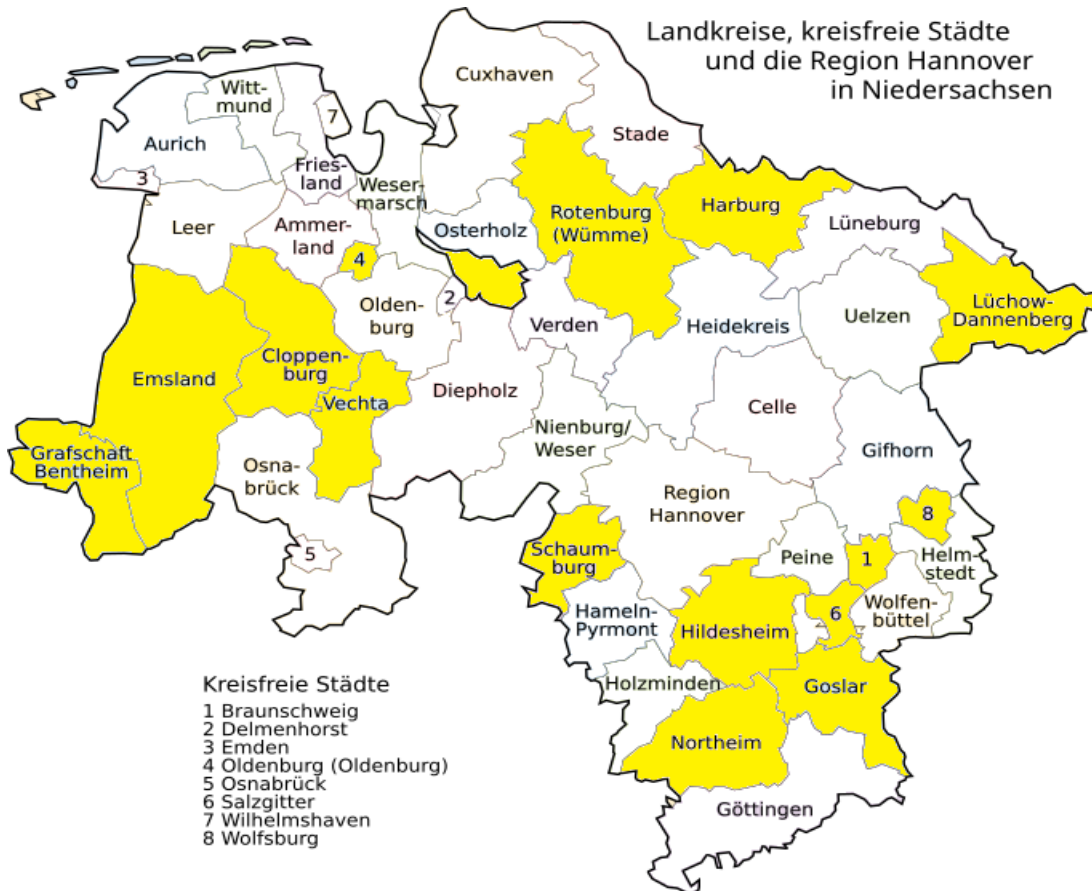 Landkreise, kreisfreie Städte
und die Region Hannover
in Niedersachsen
Cuxhaven
Witt-
mund
7
Stade
Aurich
Fries-
land
3
Weser-
marsch
Harburg
Rotenburg
(Wümme)
Leer
Ammer-
land
Osterholz
Lüneburg
4
2
Olden-
burg
Verden
Heidekreis
Uelzen
Lüchow-
Dannenberg
Cloppen-
burg
Emsland
Vechta
Diepholz
Celle
Nienburg/
Weser
Gifhorn
Grafschaft
Bentheim
Osna-
brück
Region
Hannover
8
5
Schaum-
burg
Peine
1
Helm-
stedt
Hameln-
Pyrmont
Hildesheim
6
Wolfen-
büttel
Holzminden
Goslar
Northeim
Göttingen
Kreisfreie Städte
1 Braunschweig
2 Delmenhorst
3 Emden
4 Oldenburg (Oldenburg)
5 Osnabrück
6 Salzgitter
7 Wilhelmshaven
8 Wolfsburg